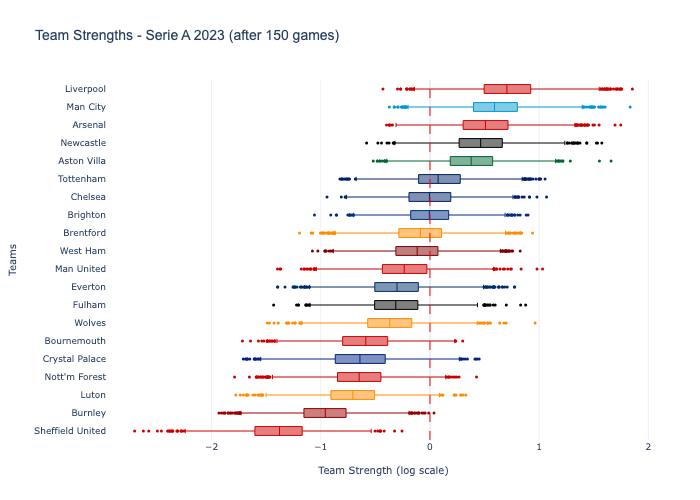 Team Strengths - Serie A 2023 (after 150 games)
Liverpool
Man City
Arsenal
Newcastle
Aston Villa
Tottenham
Chelsea
Brighton
Brentford
West Ham
Man United
Everton
Fulham
Wolves
Bournemouth
Crystal Palace
Nott'm Forest
Luton
Burnley
Sheffield United
Teams
−2 −1 0 1 2
Team Strength (log scale)